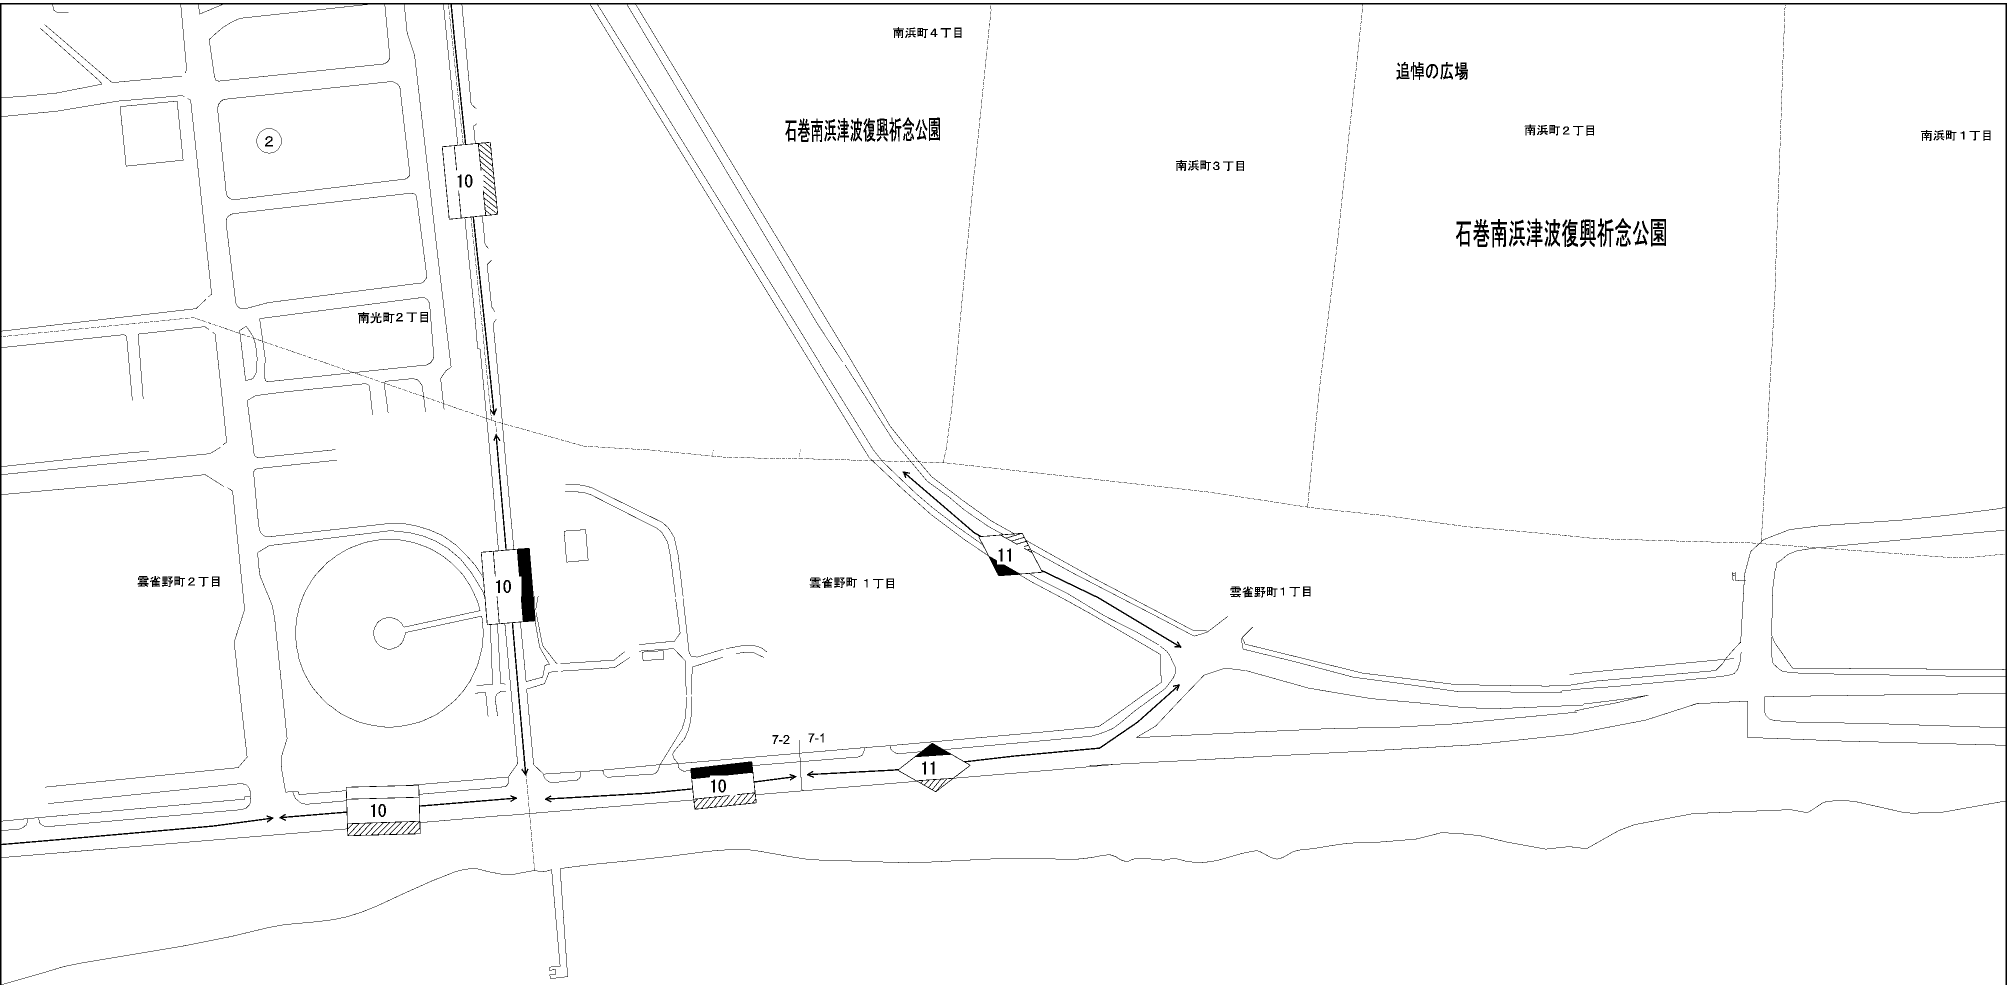 南浜町4丁目
追悼の広場
石巻南浜津波復興祈念公園
南浜町2丁目
南浜町1丁目
②
南浜町3丁目
10
石巻南浜津波復興祈念公園
南光町2丁目
11
雲雀野町2丁目
10
雲雀野町1丁目
雲雀野町1丁目
7-2 7-1
11
10
10